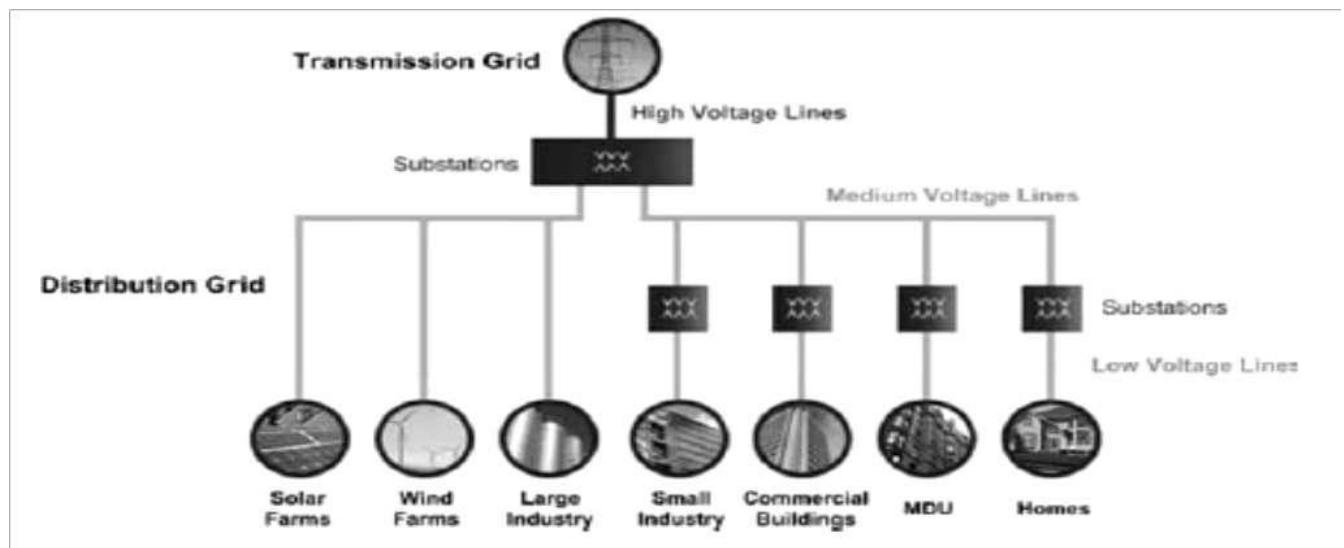 Transmission Grid
High Voltage Lines
Substations
Medium Voltage Lines
Distribution Grid
Substations
Low Voltage Lines
Solar
Farms
Wind
Farms
Large
Industry
Small
Industry
Commercial
Buildings
MDU
Homes